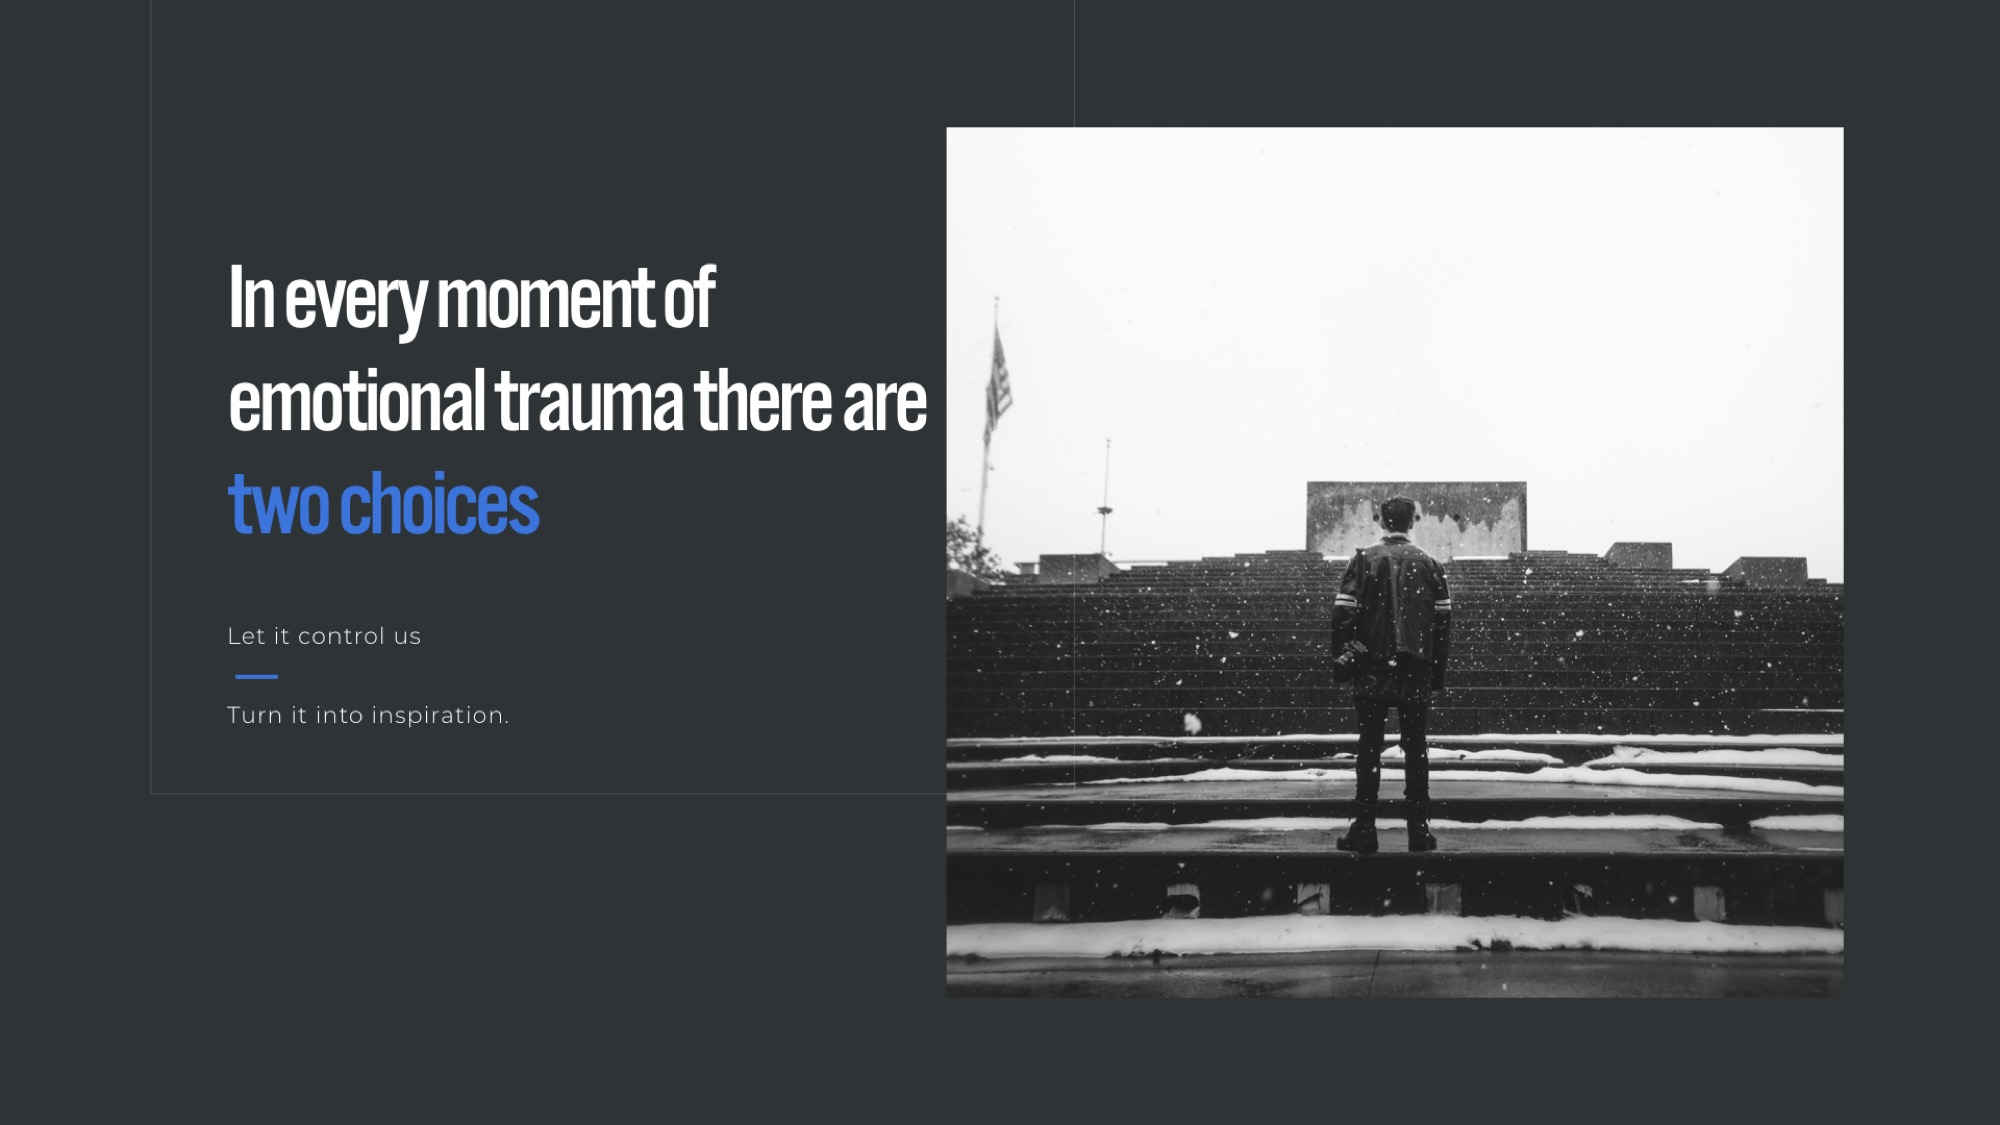 In every moment of
emotional trauma there are
two choices
Let it control us
Turn it into inspiration.